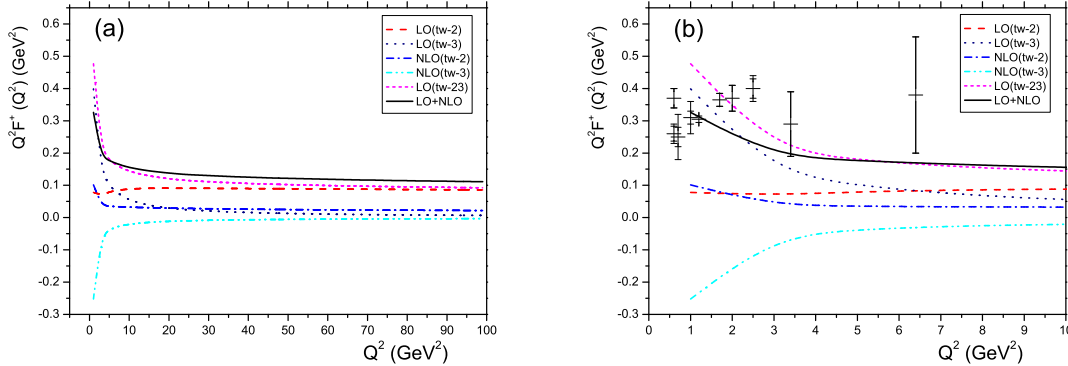 (a)
LO(tw-2)
LO(tw-3)
NLO(tw-2)
NLO(tw-3)
LO(tw-23)
LO+NLO
Q²F⁺ (Q²) (GeV²)
0.6
0.5
0.4
0.3
0.2
0.1
0.0
-0.1
-0.2
-0.3
0 10 20 30 40 50 60 70 80 90 100
Q² (GeV²)
(b)
LO(tw-2)
LO(tw-3)
NLO(tw-2)
NLO(tw-3)
LO(tw-23)
LO+NLO
Q²F⁺ (Q²) (GeV²)
0.6
0.5
0.4
0.3
0.2
0.1
0.0
-0.1
-0.2
-0.3
0 1 2 3 4 5 6 7 8 9 10
Q² (GeV²)